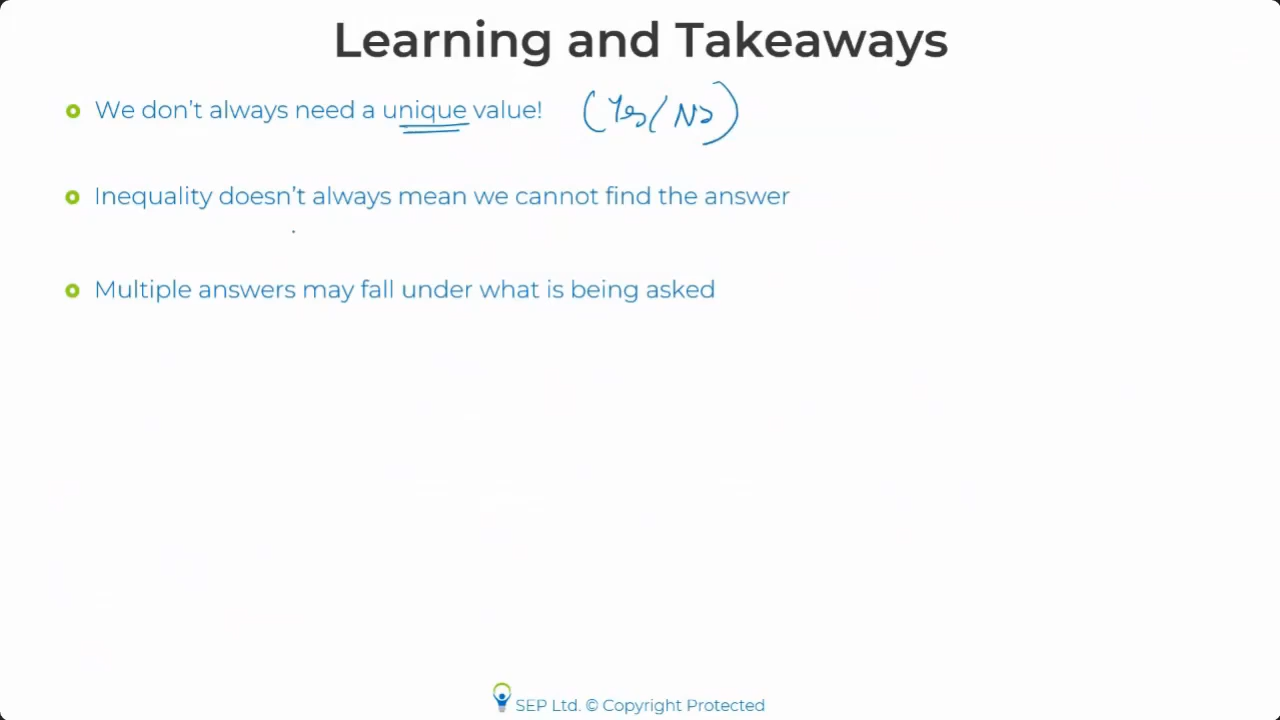 Learning and Takeaways
We don't always need a unique value! (Yes/No)
Inequality doesn't always mean we cannot find the answer
Multiple answers may fall under what is being asked
SEP Ltd. © Copyright Protected